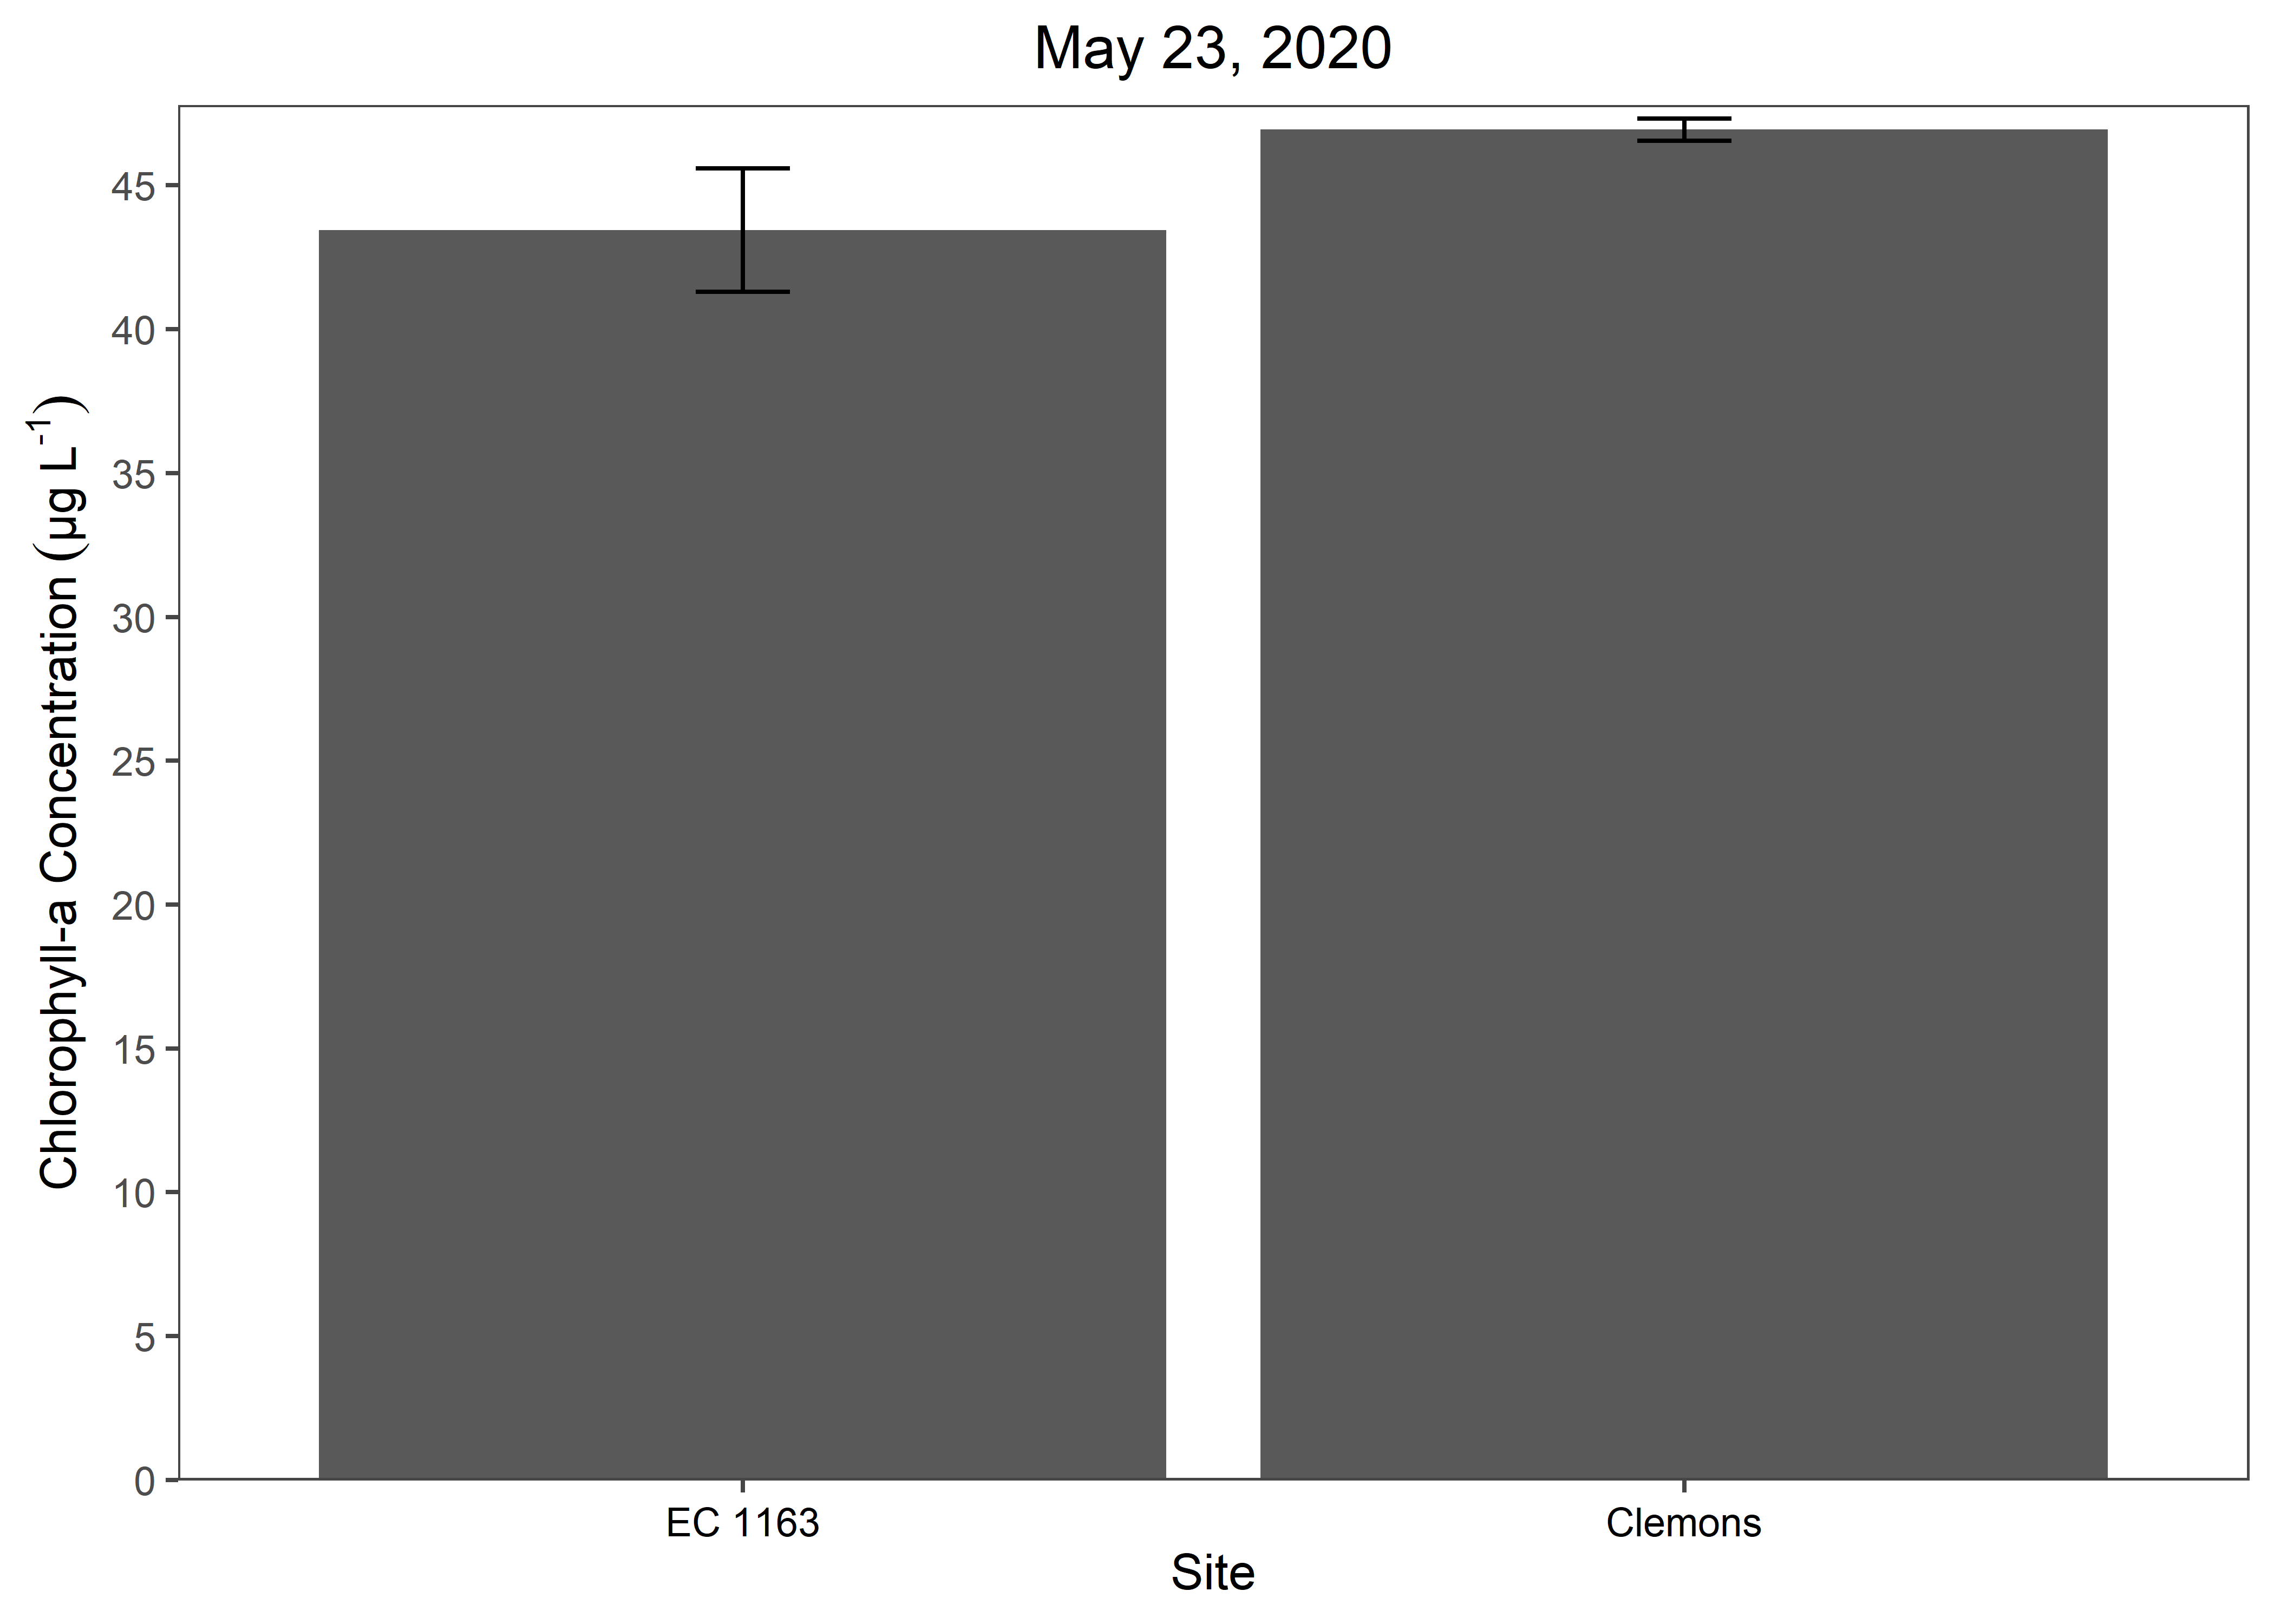 May 23, 2020
Chlorophyll-a Concentration (µg L⁻¹)
45
40
35
30
25
20
15
10
5
0
EC 1163
Clemons
Site